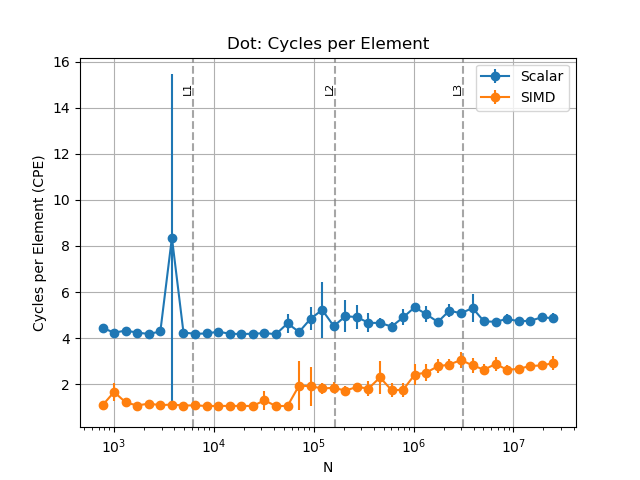 Dot: Cycles per Element
Cycles per Element (CPE)
16
14
12
10
8
6
4
2
L1
L2
L3
Scalar
SIMD
10³
10⁴
10⁵
10⁶
10⁷
N